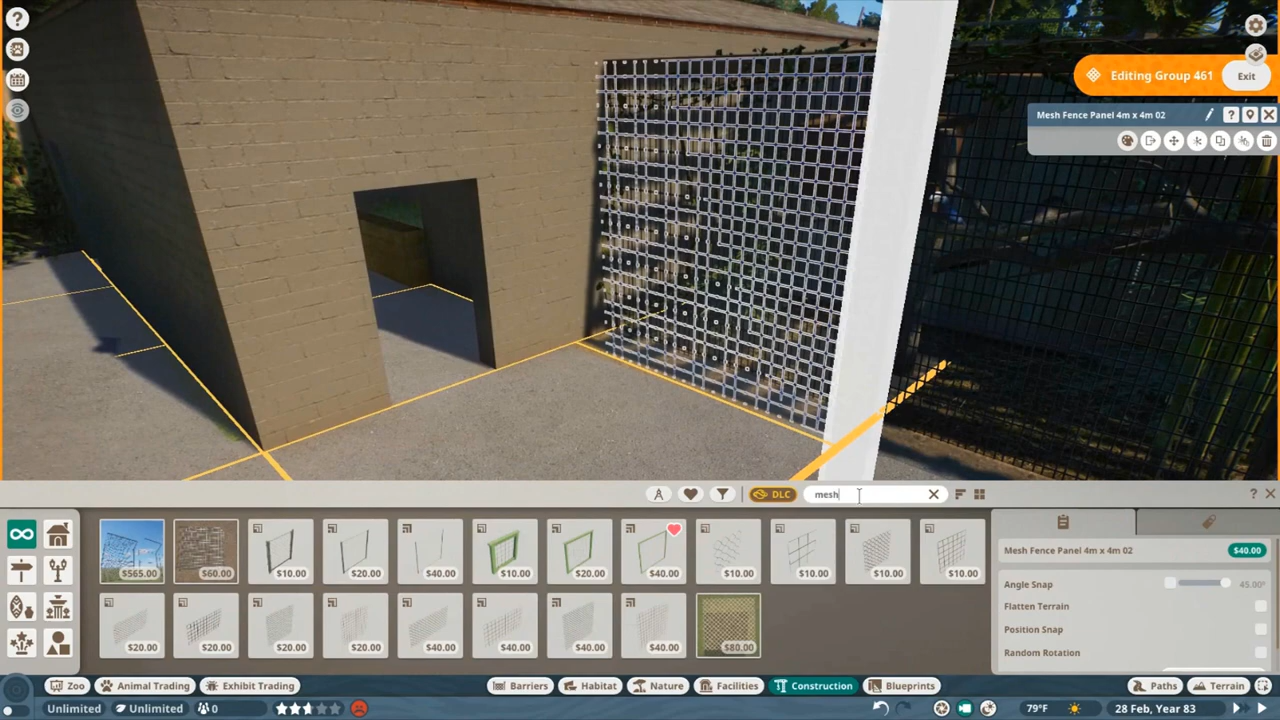 ?
Editing Group 461
Exit
Mesh Fence Panel 4m x 4m 02
?
DLC
mesh
?
$565.00
$60.00
$10.00
$20.00
$40.00
$10.00
$20.00
$40.00
$10.00
$10.00
$10.00
$10.00
$20.00
$20.00
$20.00
$20.00
$40.00
$40.00
$40.00
$40.00
$80.00
Mesh Fence Panel 4m x 4m 02
$40.00
Angle Snap
45.00°
Flatten Terrain
Position Snap
Random Rotation
Zoo
Animal Trading
Exhibit Trading
Barriers
Habitat
Nature
Facilities
Construction
Blueprints
Paths
Terrain
Unlimited
Unlimited
0
79°F
28 Feb, Year 83